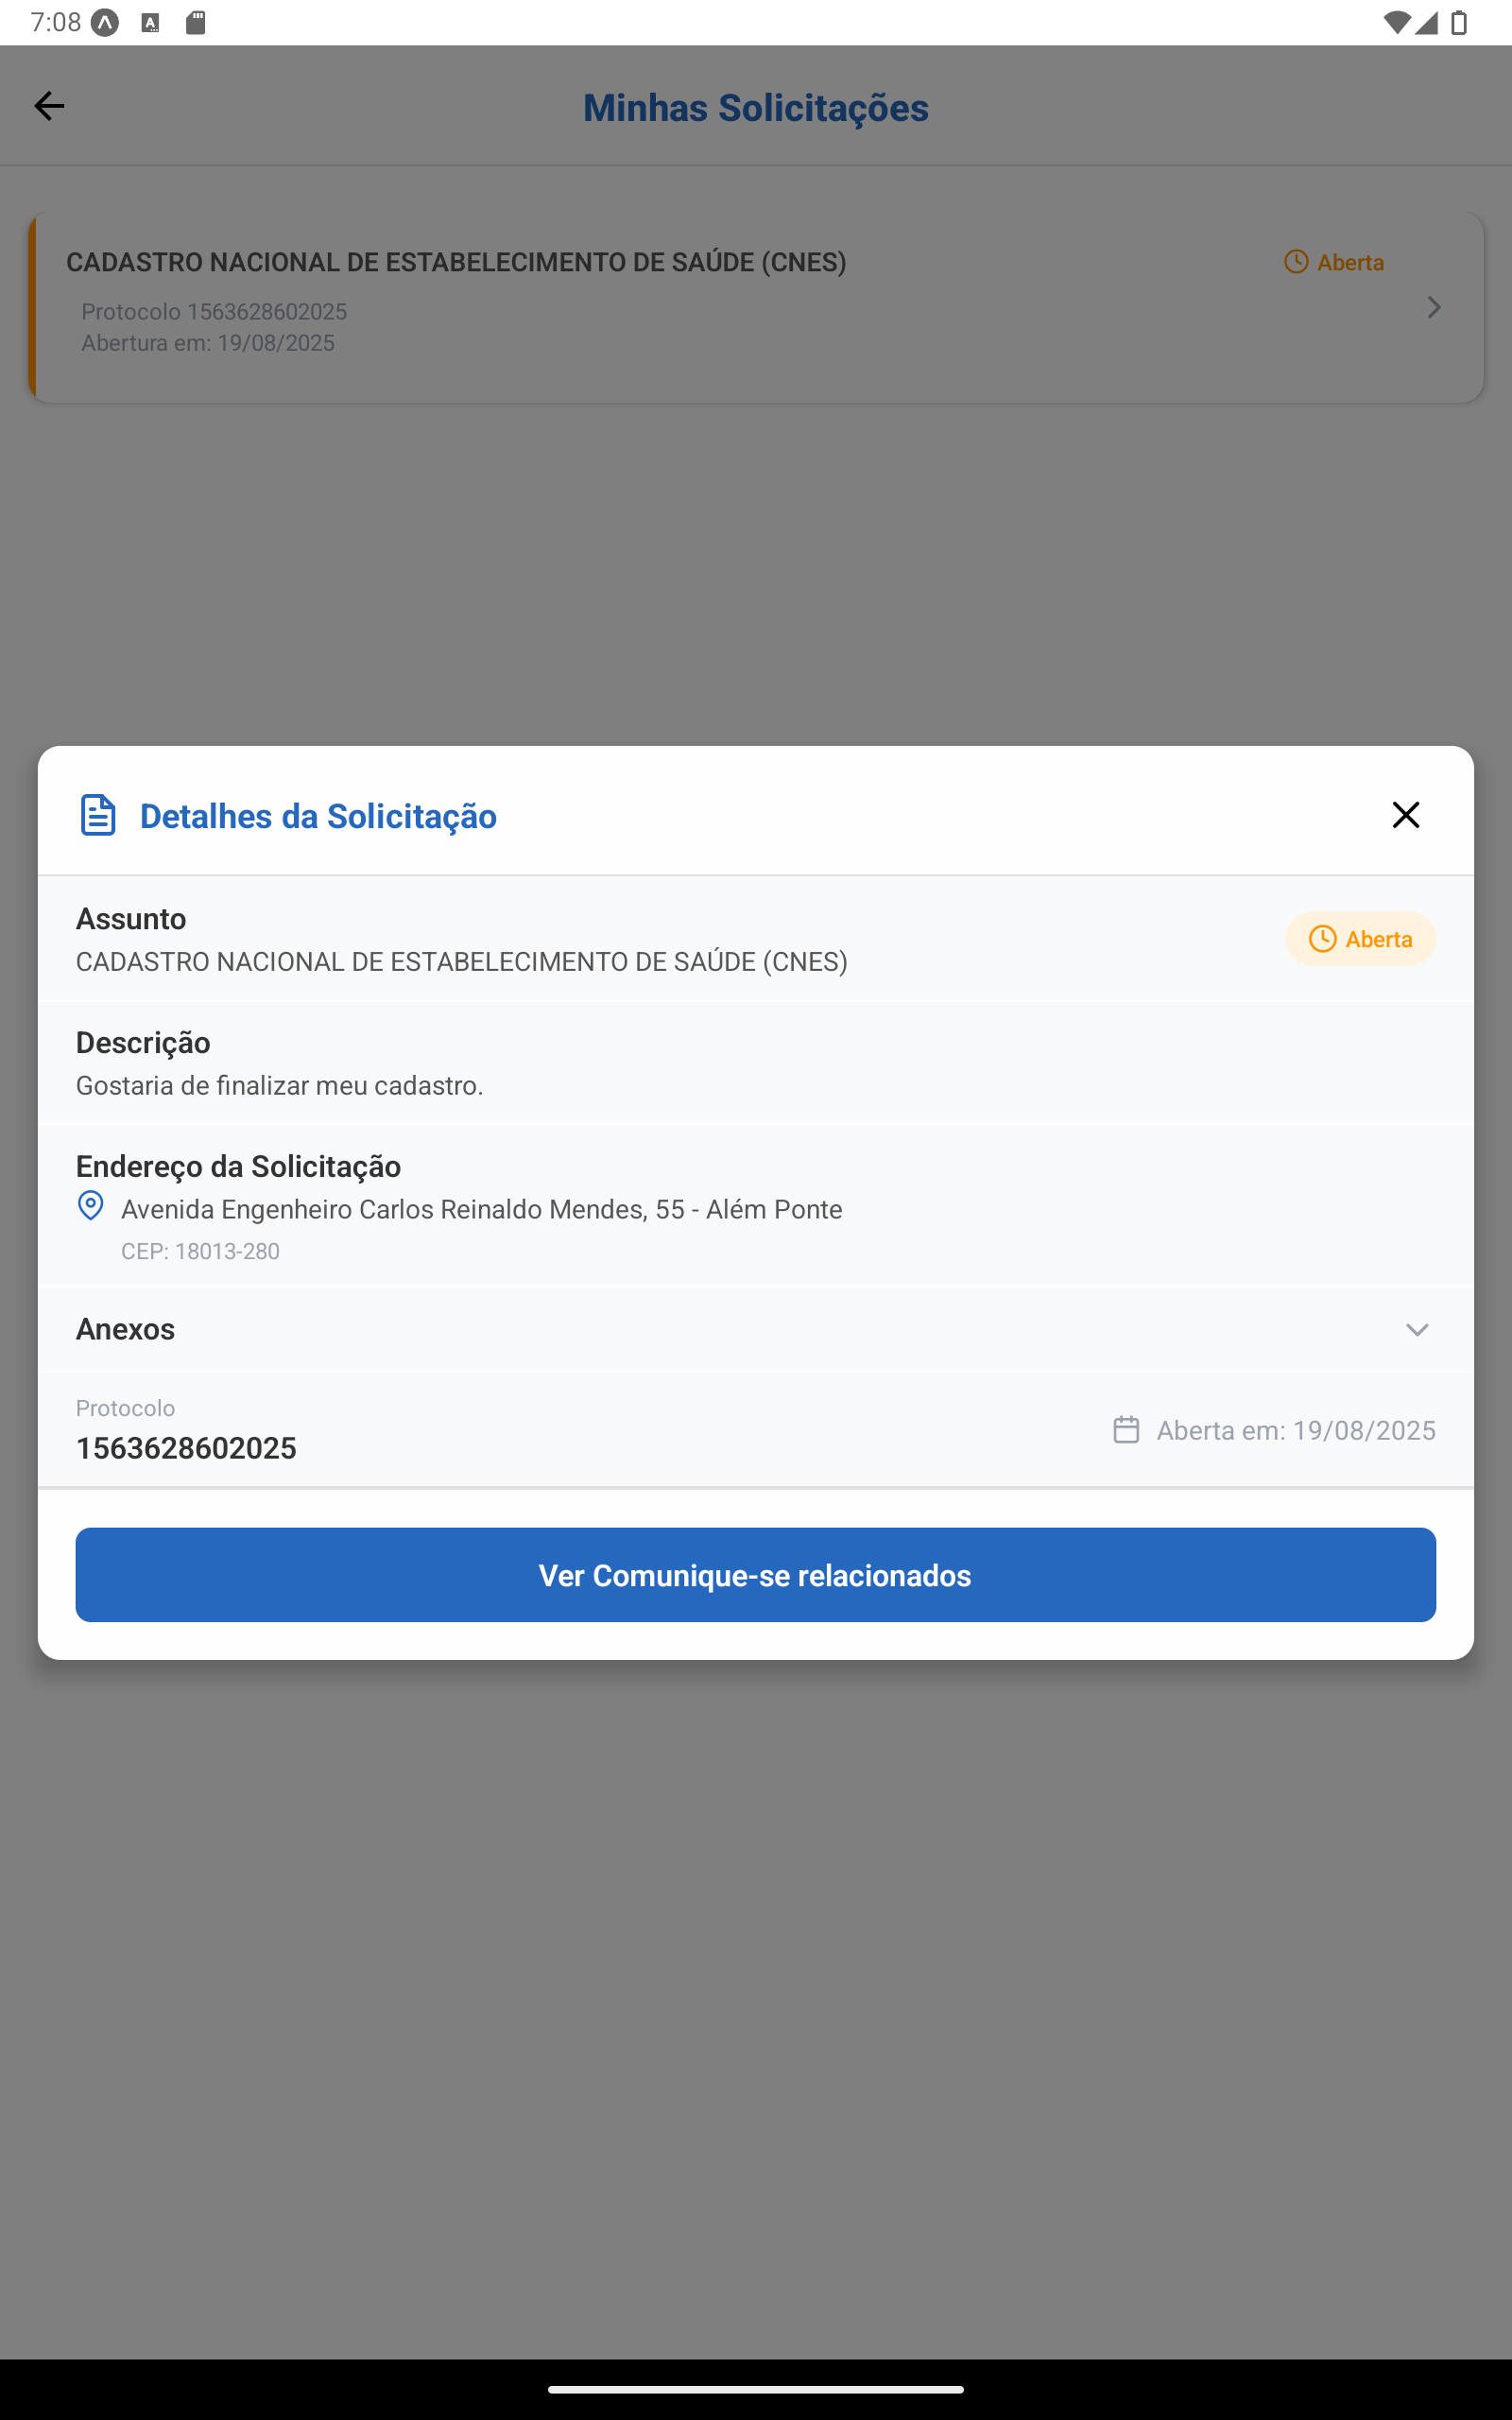 7:08
Minhas Solicitações
CADASTRO NACIONAL DE ESTABELECIMENTO DE SAÚDE (CNES)
Aberta
Protocolo 1563628602025
Abertura em: 19/08/2025
Detalhes da Solicitação
Assunto
CADASTRO NACIONAL DE ESTABELECIMENTO DE SAÚDE (CNES)
Aberta
Descrição
Gostaria de finalizar meu cadastro.
Endereço da Solicitação
Avenida Engenheiro Carlos Reinaldo Mendes, 55 - Além Ponte
CEP: 18013-280
Anexos
Protocolo
1563628602025
Aberta em: 19/08/2025
Ver Comunique-se relacionados